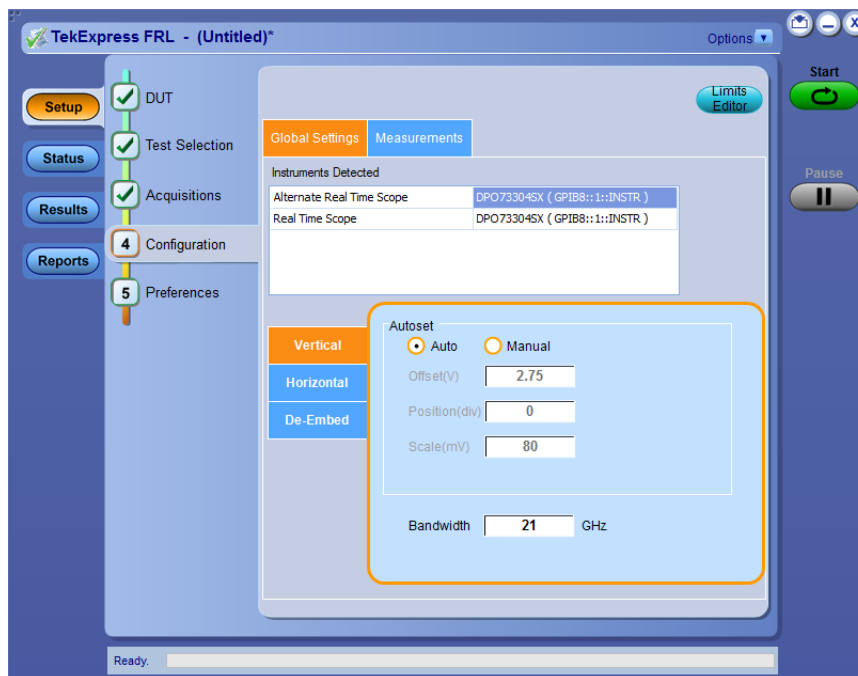 TekExpress FRL - (Untitled)*
Options
Start
Pause
Setup
Status
Results
Reports
DUT
Test Selection
Acquisitions
4 Configuration
5 Preferences
Limits
Editor
Global Settings Measurements
Instruments Detected
Alternate Real Time Scope DPO73304SX ( GPIB8::1::INSTR )
Real Time Scope DPO73304SX ( GPIB8::1::INSTR )
Vertical
Horizontal
De-Embed
Autoset
Auto Manual
Offset(V) 2.75
Position(div) 0
Scale(mV) 80
Bandwidth 21 GHz
Ready.